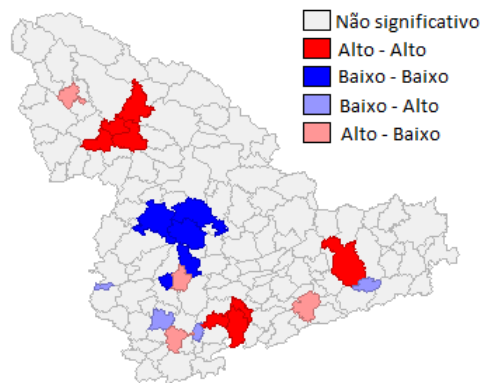 Não significativo
Alto - Alto
Baixo - Baixo
Baixo - Alto
Alto - Baixo